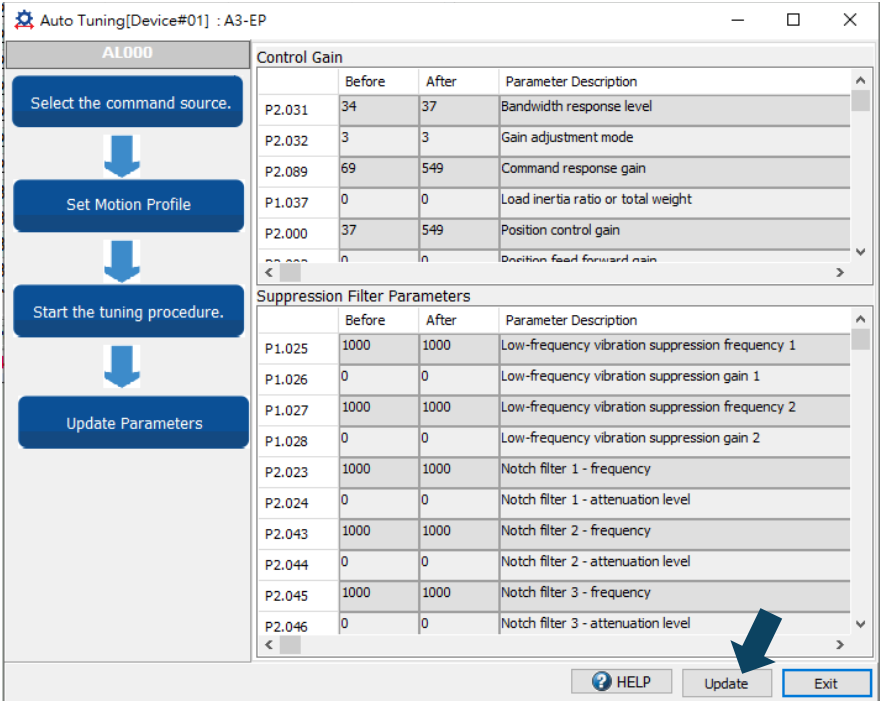 Auto Tuning[Device#01] : A3-EP
AL000
Select the command source.
Set Motion Profile
Start the tuning procedure.
Update Parameters
Control Gain
Before After Parameter Description
P2.031 34 37 Bandwidth response level
P2.032 3 3 Gain adjustment mode
P2.089 69 549 Command response gain
P1.037 0 0 Load inertia ratio or total weight
P2.000 37 549 Position control gain
0 0 Position feed forward gain
Suppression Filter Parameters
Before After Parameter Description
P1.025 1000 1000 Low-frequency vibration suppression frequency 1
P1.026 0 0 Low-frequency vibration suppression gain 1
P1.027 1000 1000 Low-frequency vibration suppression frequency 2
P1.028 0 0 Low-frequency vibration suppression gain 2
P2.023 1000 1000 Notch filter 1 - frequency
P2.024 0 0 Notch filter 1 - attenuation level
P2.043 1000 1000 Notch filter 2 - frequency
P2.044 0 0 Notch filter 2 - attenuation level
P2.045 1000 1000 Notch filter 3 - frequency
P2.046 0 0 Notch filter 3 - attenuation level
HELP Update Exit